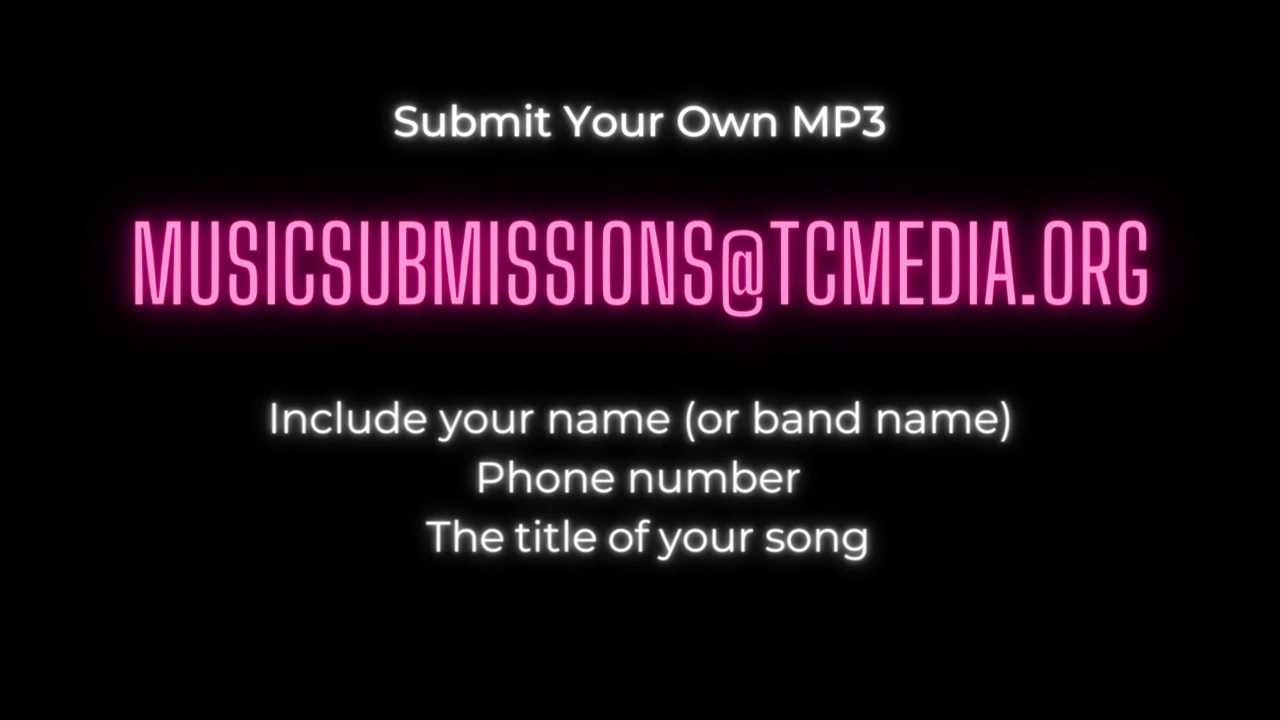 Submit Your Own MP3
MUSICSUBMISSIONS@TCMEDIA.ORG
Include your name (or band name)
Phone number
The title of your song